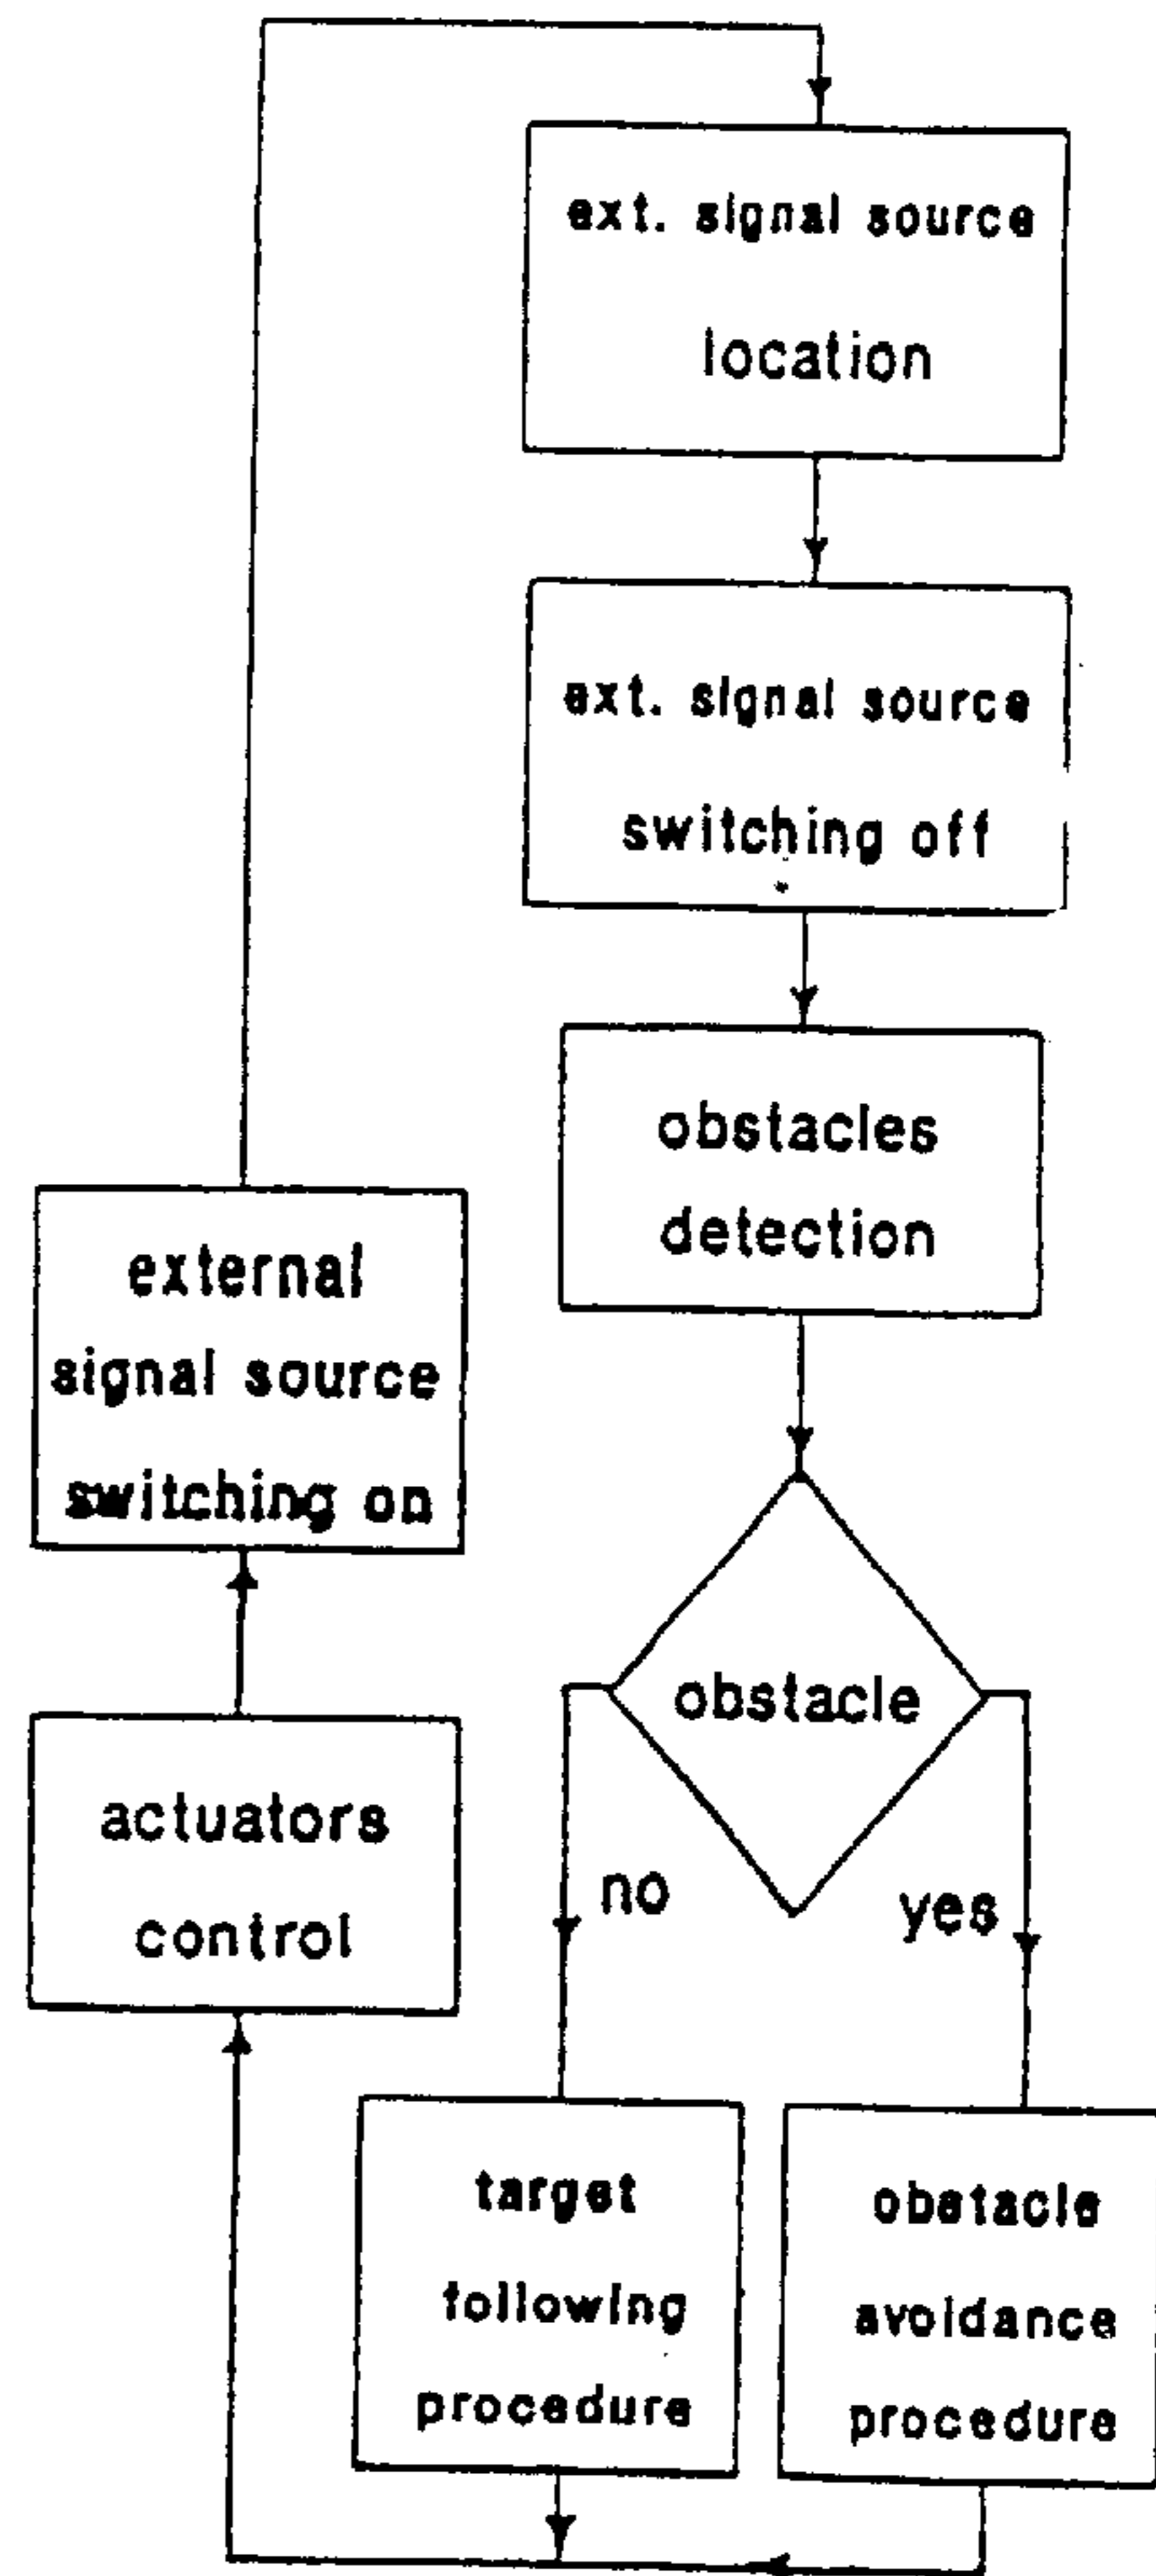 ext. signal source
location
ext. signal source
switching off
obstacles
detection
obstacle
no
yes
target
following
procedure
obstacle
avoidance
procedure
actuators
control
external
signal source
switching on